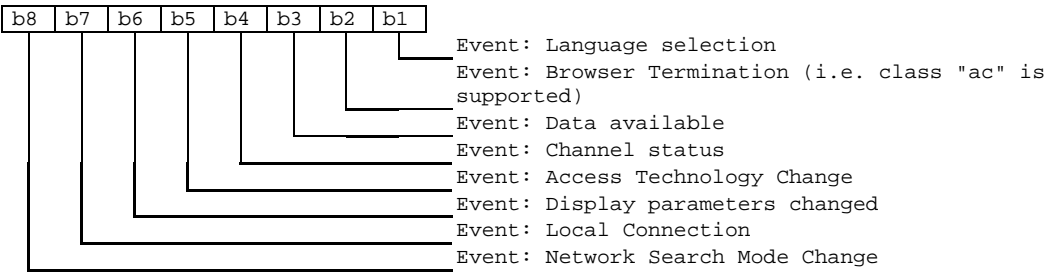 b8 b7 b6 b5 b4 b3 b2 b1
Event: Language selection
Event: Browser Termination (i.e. class "ac" is
supported)
Event: Data available
Event: Channel status
Event: Access Technology Change
Event: Display parameters changed
Event: Local Connection
Event: Network Search Mode Change